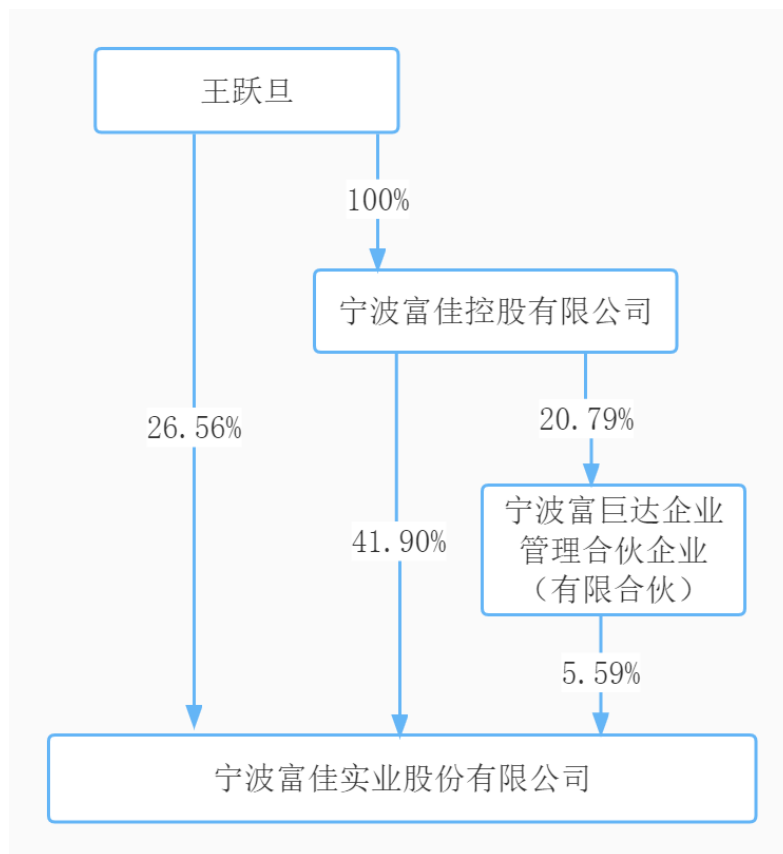 王跃旦
100%
宁波富佳控股有限公司
26.56%
20.79%
宁波富巨达企业
管理合伙企业
（有限合伙）
41.90%
5.59%
宁波富佳实业股份有限公司